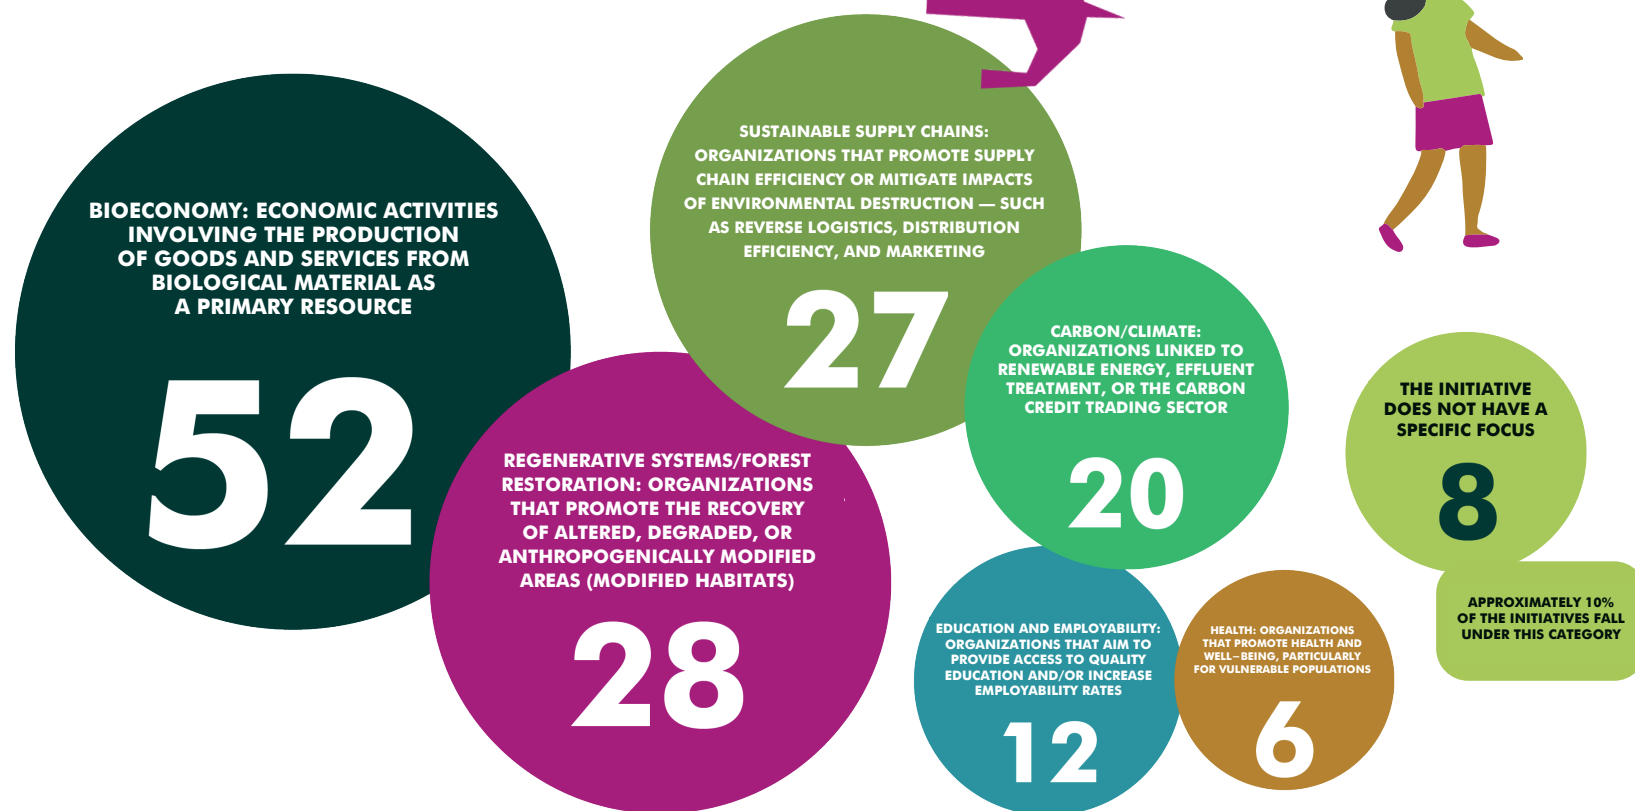 BIOECONOMY: ECONOMIC ACTIVITIES
INVOLVING THE PRODUCTION
OF GOODS AND SERVICES FROM
BIOLOGICAL MATERIAL AS
A PRIMARY RESOURCE
52
SUSTAINABLE SUPPLY CHAINS:
ORGANIZATIONS THAT PROMOTE SUPPLY
CHAIN EFFICIENCY OR MITIGATE IMPACTS
OF ENVIRONMENTAL DESTRUCTION — SUCH
AS REVERSE LOGISTICS, DISTRIBUTION
EFFICIENCY, AND MARKETING
27
REGENERATIVE SYSTEMS/FOREST
RESTORATION: ORGANIZATIONS
THAT PROMOTE THE RECOVERY
OF ALTERED, DEGRADED, OR
ANTHROPOGENICALLY MODIFIED
AREAS (MODIFIED HABITATS)
28
CARBON/CLIMATE:
ORGANIZATIONS LINKED TO
RENEWABLE ENERGY, EFFLUENT
TREATMENT, OR THE CARBON
CREDIT TRADING SECTOR
20
EDUCATION AND EMPLOYABILITY:
ORGANIZATIONS THAT AIM TO
PROVIDE ACCESS TO QUALITY
EDUCATION AND/OR INCREASE
EMPLOYABILITY RATES
12
HEALTH: ORGANIZATIONS
THAT PROMOTE HEALTH AND
WELL–BEING, PARTICULARLY
FOR VULNERABLE POPULATIONS
6
THE INITIATIVE
DOES NOT HAVE A
SPECIFIC FOCUS
8
APPROXIMATELY 10%
OF THE INITIATIVES FALL
UNDER THIS CATEGORY